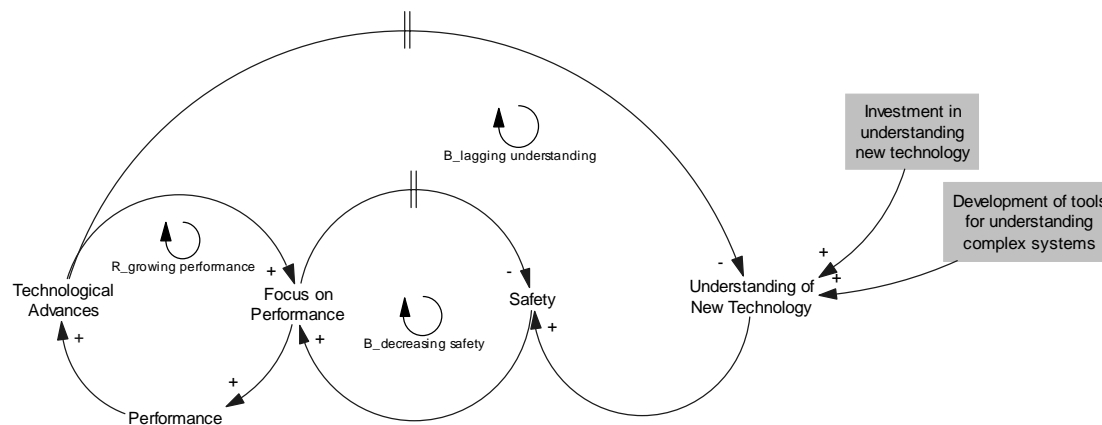 Investment in
understanding
new technology
B_lagging understanding
Development of tools
for understanding
complex systems
R_growing performance
+
+
+
-
-
Technological
Advances
Focus on
Performance
Safety
Understanding of
New Technology
+
+
+
B_decreasing safety
+
Performance